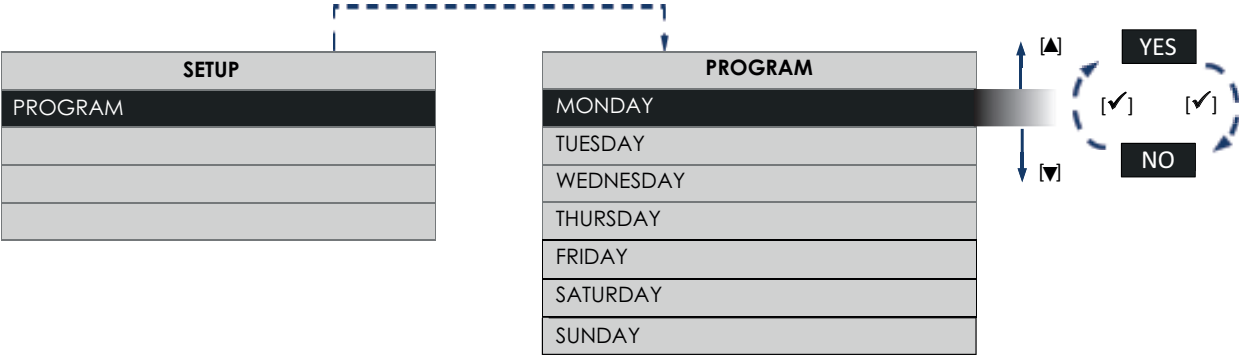 SETUP
PROGRAM
PROGRAM
MONDAY
TUESDAY
WEDNESDAY
THURSDAY
FRIDAY
SATURDAY
SUNDAY
[▲]
[▼]
YES
[✔] [✔]
NO